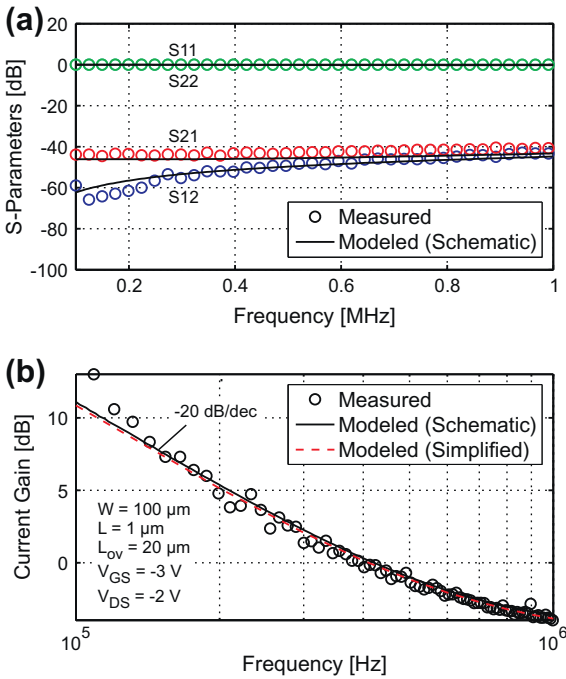 (a)
S-Parameters [dB]
20
0
-20
-40
-60
-80
-100
S11
S22
S21
S12
Measured
Modeled (Schematic)
0.2
0.4
0.6
0.8
1
Frequency [MHz]
(b)
Current Gain [dB]
10
5
0
-20 dB/dec
Measured
Modeled (Schematic)
Modeled (Simplified)
W = 100 µm
L = 1 µm
L_ov = 20 µm
V_GS = -3 V
V_DS = -2 V
10^5
10^6
Frequency [Hz]